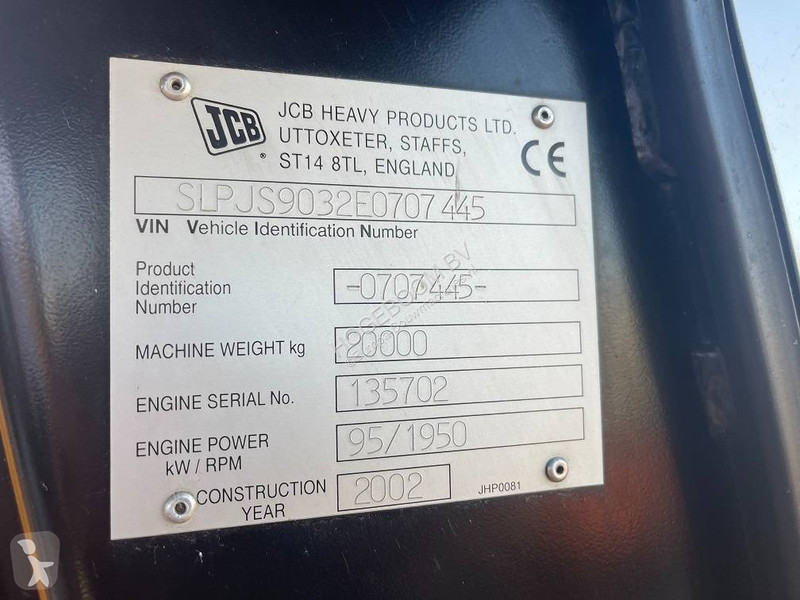 JCB
JCB HEAVY PRODUCTS LTD.
UTTOXETER, STAFFS,
ST14 8TL, ENGLAND
CE
SLPJS9032E0707445
VIN Vehicle Identification Number
Product
Identification
Number
-0707445-
MACHINE WEIGHT kg
20000
ENGINE SERIAL No.
135702
ENGINE POWER
kW / RPM
95/1950
CONSTRUCTION
YEAR
2002
JHP0081